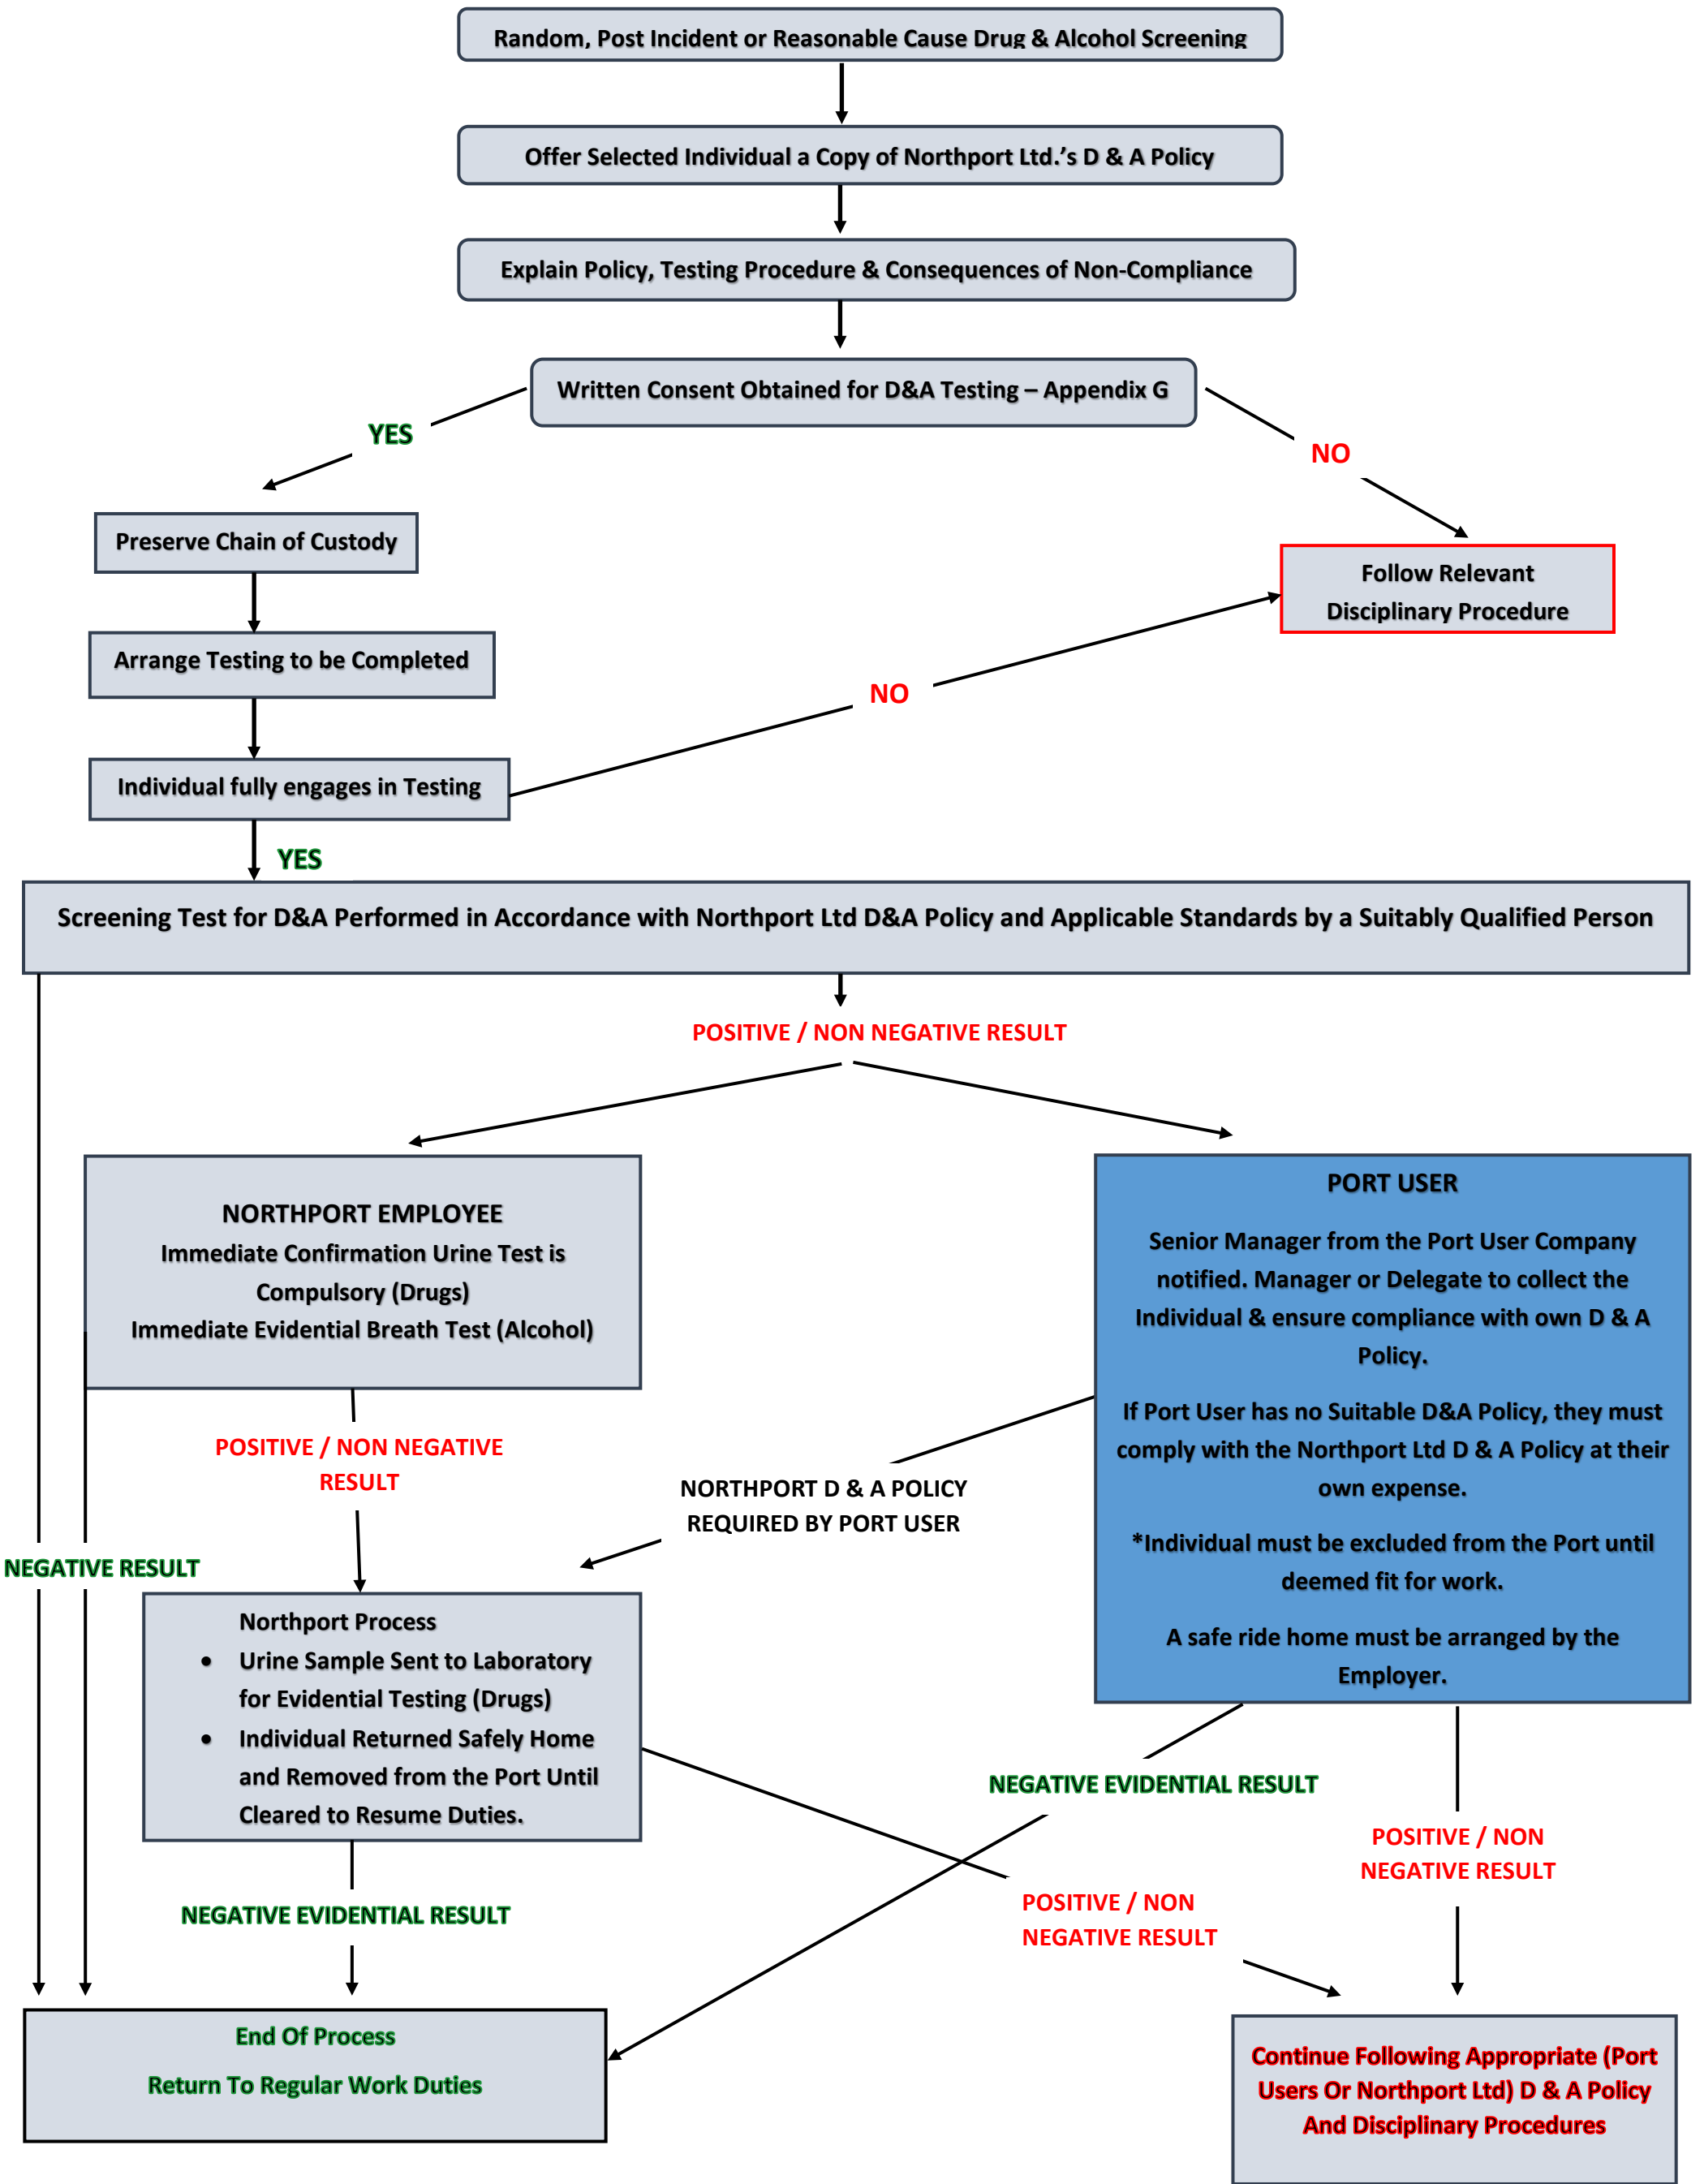 Random, Post Incident or Reasonable Cause Drug & Alcohol Screening
Offer Selected Individual a Copy of Northport Ltd.’s D & A Policy
Explain Policy, Testing Procedure & Consequences of Non-Compliance
Written Consent Obtained for D&A Testing – Appendix G
YES
NO
Preserve Chain of Custody
Follow Relevant
Disciplinary Procedure
Arrange Testing to be Completed
NO
Individual fully engages in Testing
YES
Screening Test for D&A Performed in Accordance with Northport Ltd D&A Policy and Applicable Standards by a Suitably Qualified Person
POSITIVE / NON NEGATIVE RESULT
NORTHPORT EMPLOYEE
Immediate Confirmation Urine Test is
Compulsory (Drugs)
Immediate Evidential Breath Test (Alcohol)
PORT USER
Senior Manager from the Port User Company
notified. Manager or Delegate to collect the
Individual & ensure compliance with own D & A
Policy.
If Port User has no Suitable D&A Policy, they must
comply with the Northport Ltd D & A Policy at their
own expense.
*Individual must be excluded from the Port until
deemed fit for work.
A safe ride home must be arranged by the
Employer.
POSITIVE / NON NEGATIVE
RESULT
NORTHPORT D & A POLICY
REQUIRED BY PORT USER
NEGATIVE RESULT
Northport Process
• Urine Sample Sent to Laboratory
for Evidential Testing (Drugs)
• Individual Returned Safely Home
and Removed from the Port Until
Cleared to Resume Duties.
NEGATIVE EVIDENTIAL RESULT
POSITIVE / NON
NEGATIVE RESULT
NEGATIVE EVIDENTIAL RESULT
POSITIVE / NON
NEGATIVE RESULT
End Of Process
Return To Regular Work Duties
Continue Following Appropriate (Port
Users Or Northport Ltd) D & A Policy
And Disciplinary Procedures